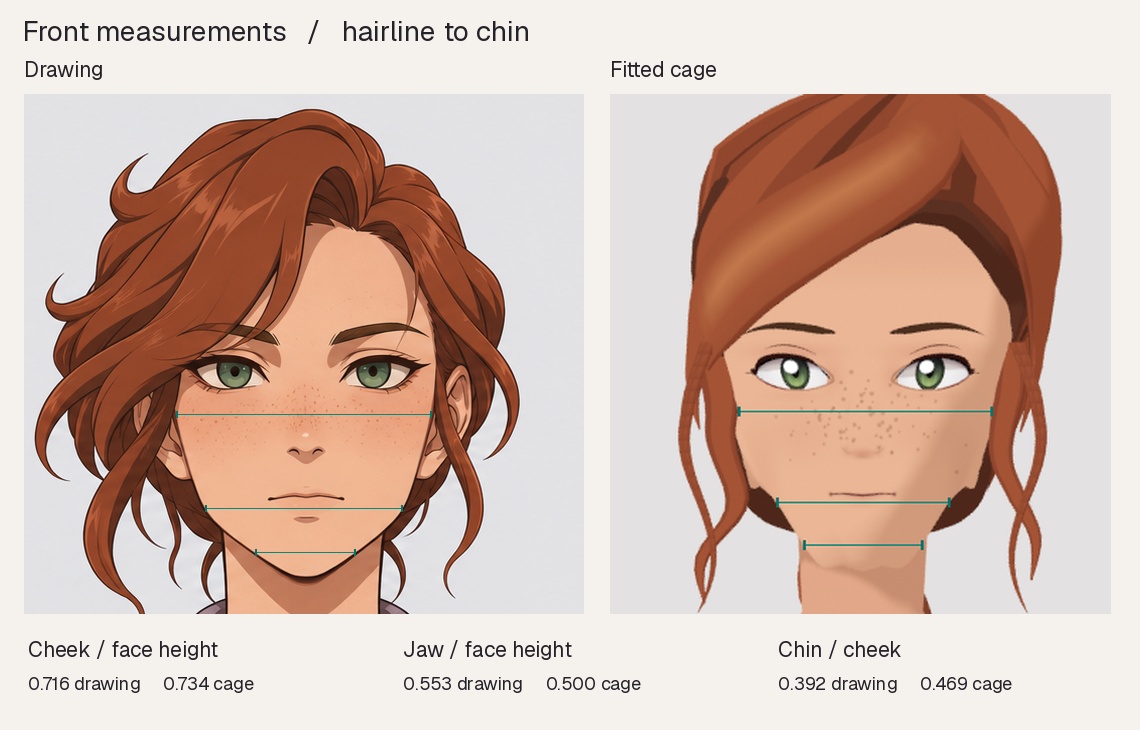 Front measurements / hairline to chin
Drawing
Fitted cage
Cheek / face height
0.716 drawing 0.734 cage
Jaw / face height
0.553 drawing 0.500 cage
Chin / cheek
0.392 drawing 0.469 cage